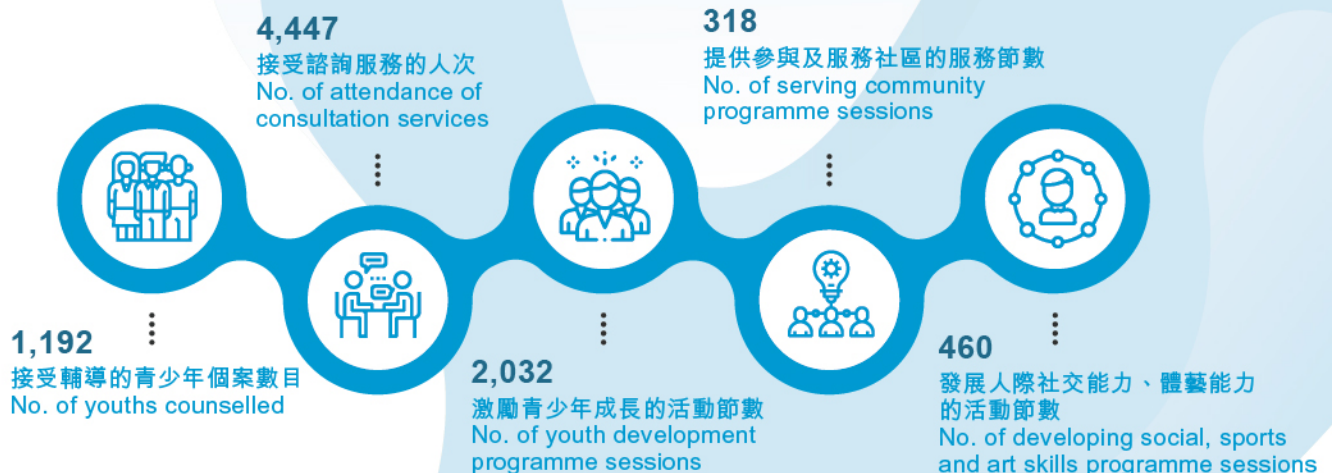 4,447
接受諮詢服務的人次
No. of attendance of
consultation services
318
提供參與及服務社區的服務節數
No. of serving community
programme sessions
1,192
接受輔導的青少年個案數目
No. of youths counselled
2,032
激勵青少年成長的活動節數
No. of youth development
programme sessions
460
發展人際社交能力、體藝能力
的活動節數
No. of developing social, sports
and art skills programme sessions